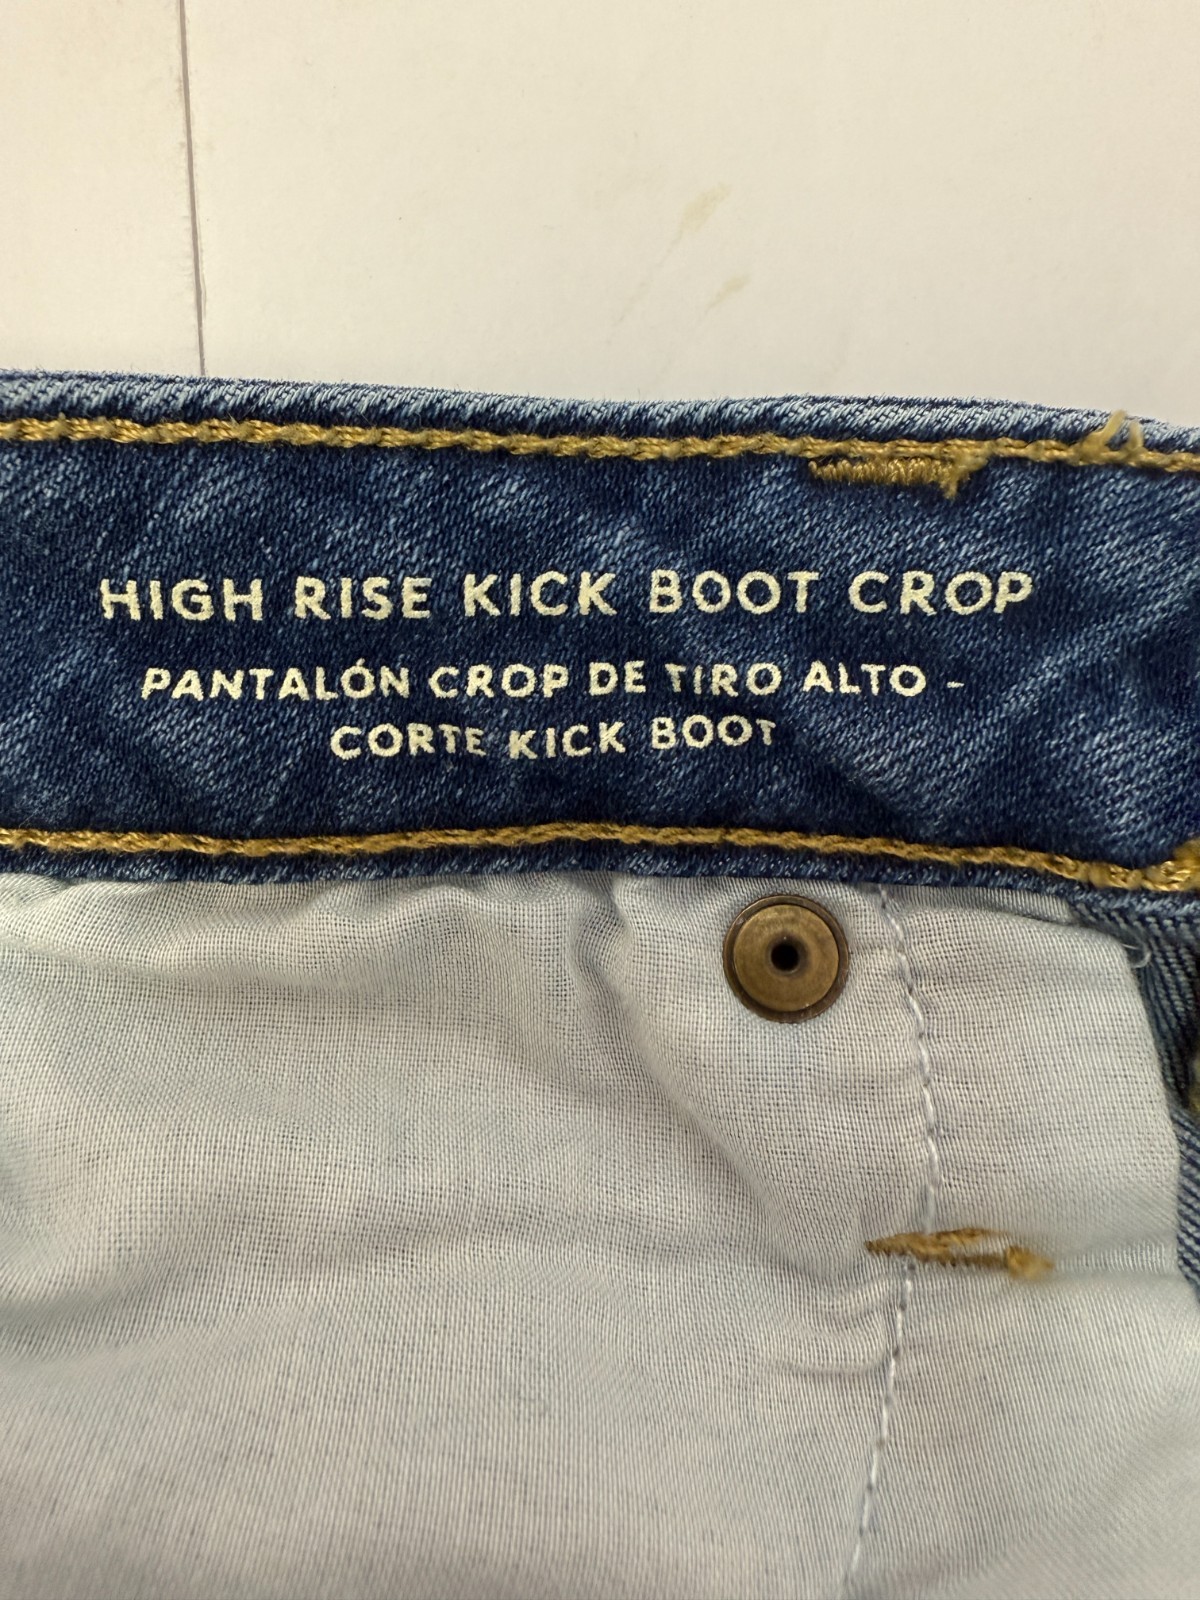 HIGH RISE KICK BOOT CROP
PANTALÓN CROP DE TIRO ALTO -
CORTE KICK BOOT